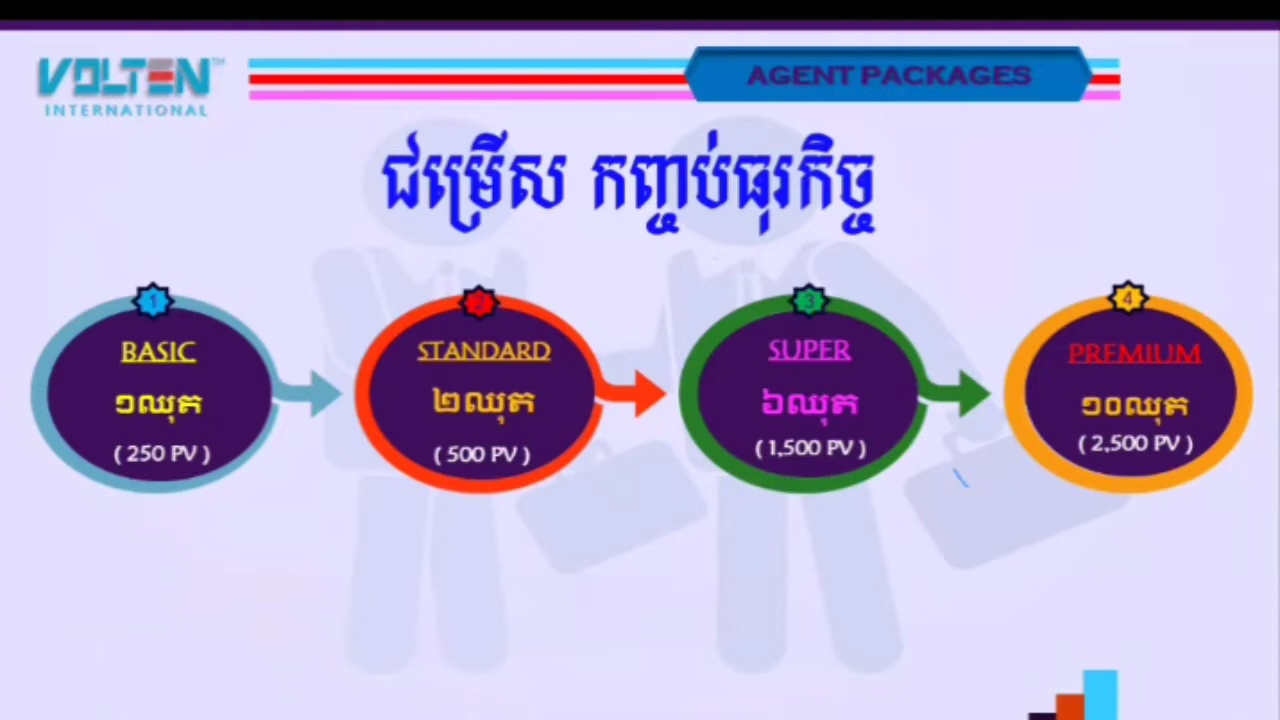 VOLTEN TM
INTERNATIONAL
AGENT PACKAGES
ជម្រើស កញ្ចប់ធុរកិច្ច
1
BASIC
១ឈុត
( 250 PV )
2
STANDARD
២ឈុត
( 500 PV )
3
SUPER
៦ឈុត
( 1,500 PV )
4
PREMIUM
១០ឈុត
( 2,500 PV )